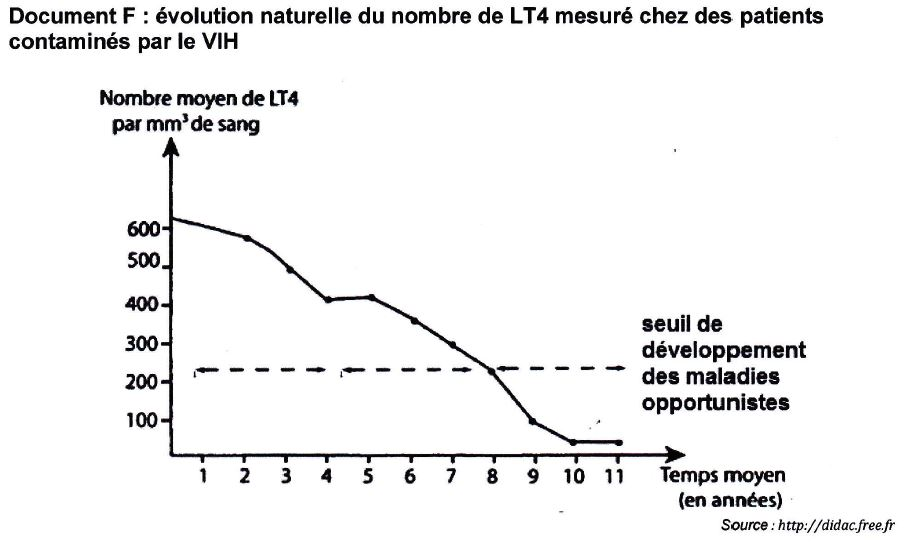 Document F : évolution naturelle du nombre de LT4 mesuré chez des patients
contaminés par le VIH
Nombre moyen de LT4
par mm³ de sang
600
500
400
300
200
100
seuil de
développement
des maladies
opportunistes
1 2 3 4 5 6 7 8 9 10 11
Temps moyen
(en années)
Source : http://didac.free.fr